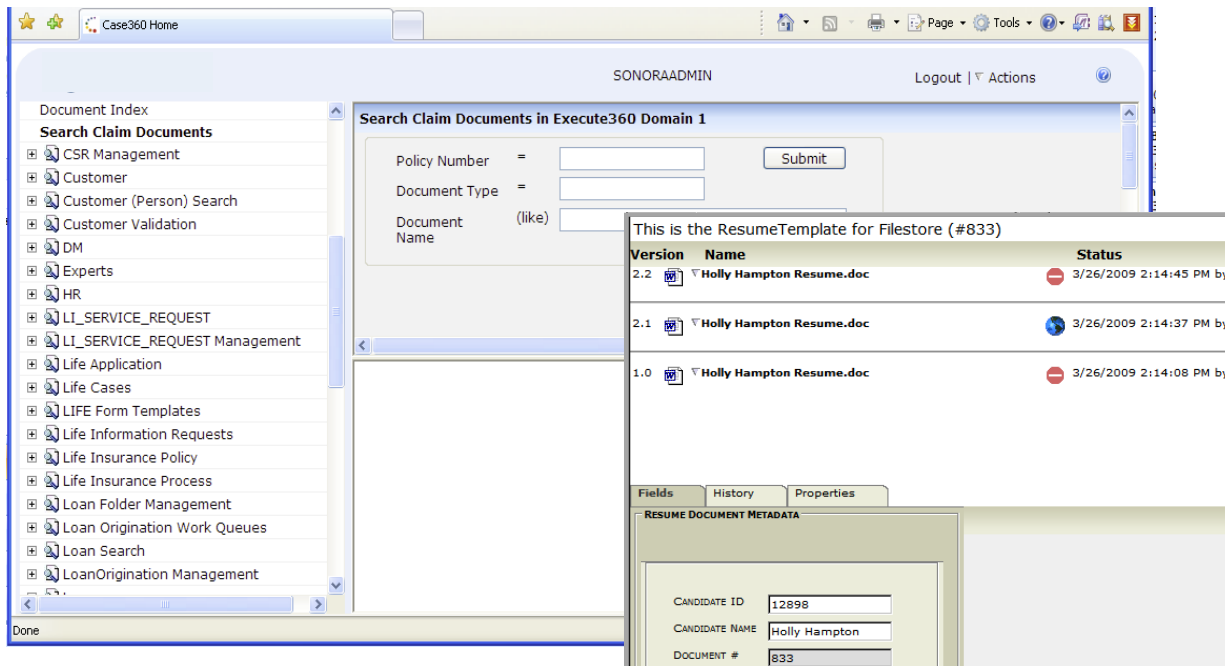 Case360 Home
Page
Tools
SONORAADMIN
Logout | Actions
Document Index
Search Claim Documents
CSR Management
Customer
Customer (Person) Search
Customer Validation
DM
Experts
HR
LI_SERVICE_REQUEST
LI_SERVICE_REQUEST Management
Life Application
Life Cases
LIFE Form Templates
Life Information Requests
Life Insurance Policy
Life Insurance Process
Loan Folder Management
Loan Origination Work Queues
Loan Search
LoanOrigination Management
Done
Search Claim Documents in Execute360 Domain 1
Policy Number =
Submit
Document Type =
Document Name (like)
This is the ResumeTemplate for Filestore (#833)
Version Name Status
2.2 Holly Hampton Resume.doc 3/26/2009 2:14:45 PM by
2.1 Holly Hampton Resume.doc 3/26/2009 2:14:37 PM by
1.0 Holly Hampton Resume.doc 3/26/2009 2:14:08 PM by
Fields History Properties
RESUME DOCUMENT METADATA
CANDIDATE ID 12898
CANDIDATE NAME Holly Hampton
DOCUMENT # 833